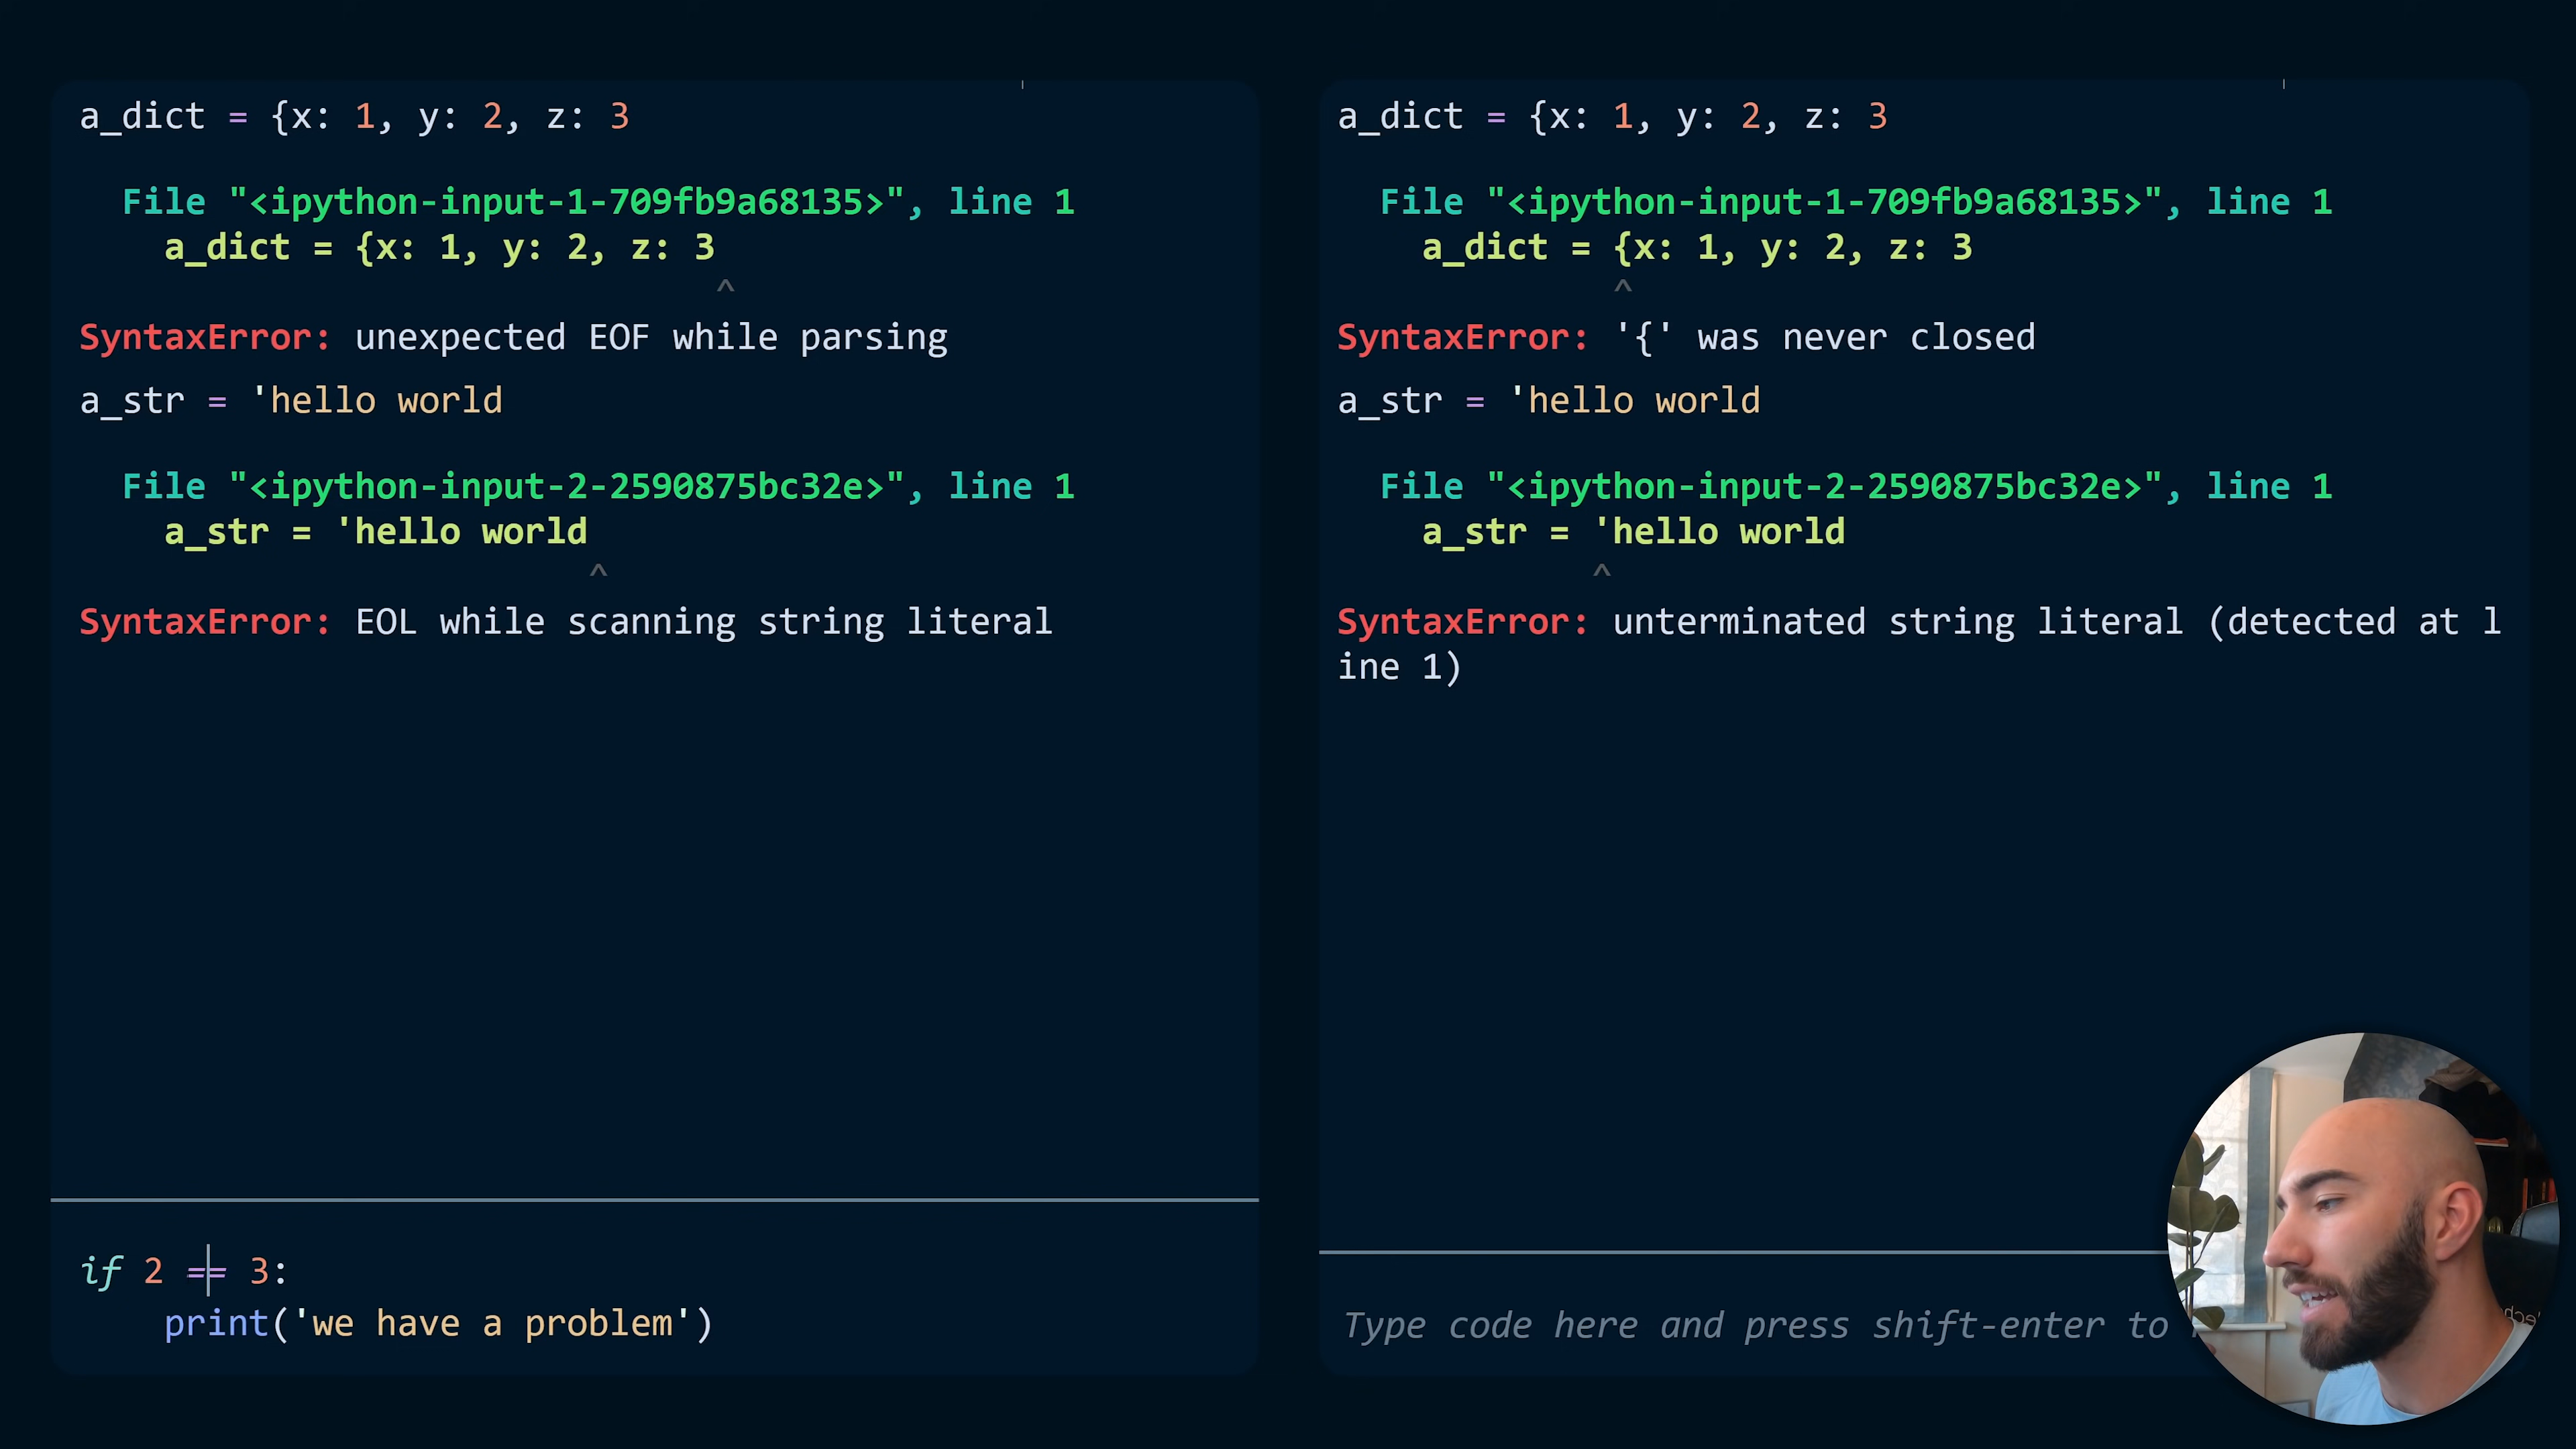 a_dict = {x: 1, y: 2, z: 3
File "<ipython-input-1-709fb9a68135>", line 1
a_dict = {x: 1, y: 2, z: 3
^
SyntaxError: unexpected EOF while parsing
a_str = 'hello world
File "<ipython-input-2-2590875bc32e>", line 1
a_str = 'hello world
^
SyntaxError: EOL while scanning string literal
if 2 == 3:
print('we have a problem')
a_dict = {x: 1, y: 2, z: 3
File "<ipython-input-1-709fb9a68135>", line 1
a_dict = {x: 1, y: 2, z: 3
^
SyntaxError: '{' was never closed
a_str = 'hello world
File "<ipython-input-2-2590875bc32e>", line 1
a_str = 'hello world
^
SyntaxError: unterminated string literal (detected at l
ine 1)
Type code here and press shift-enter to